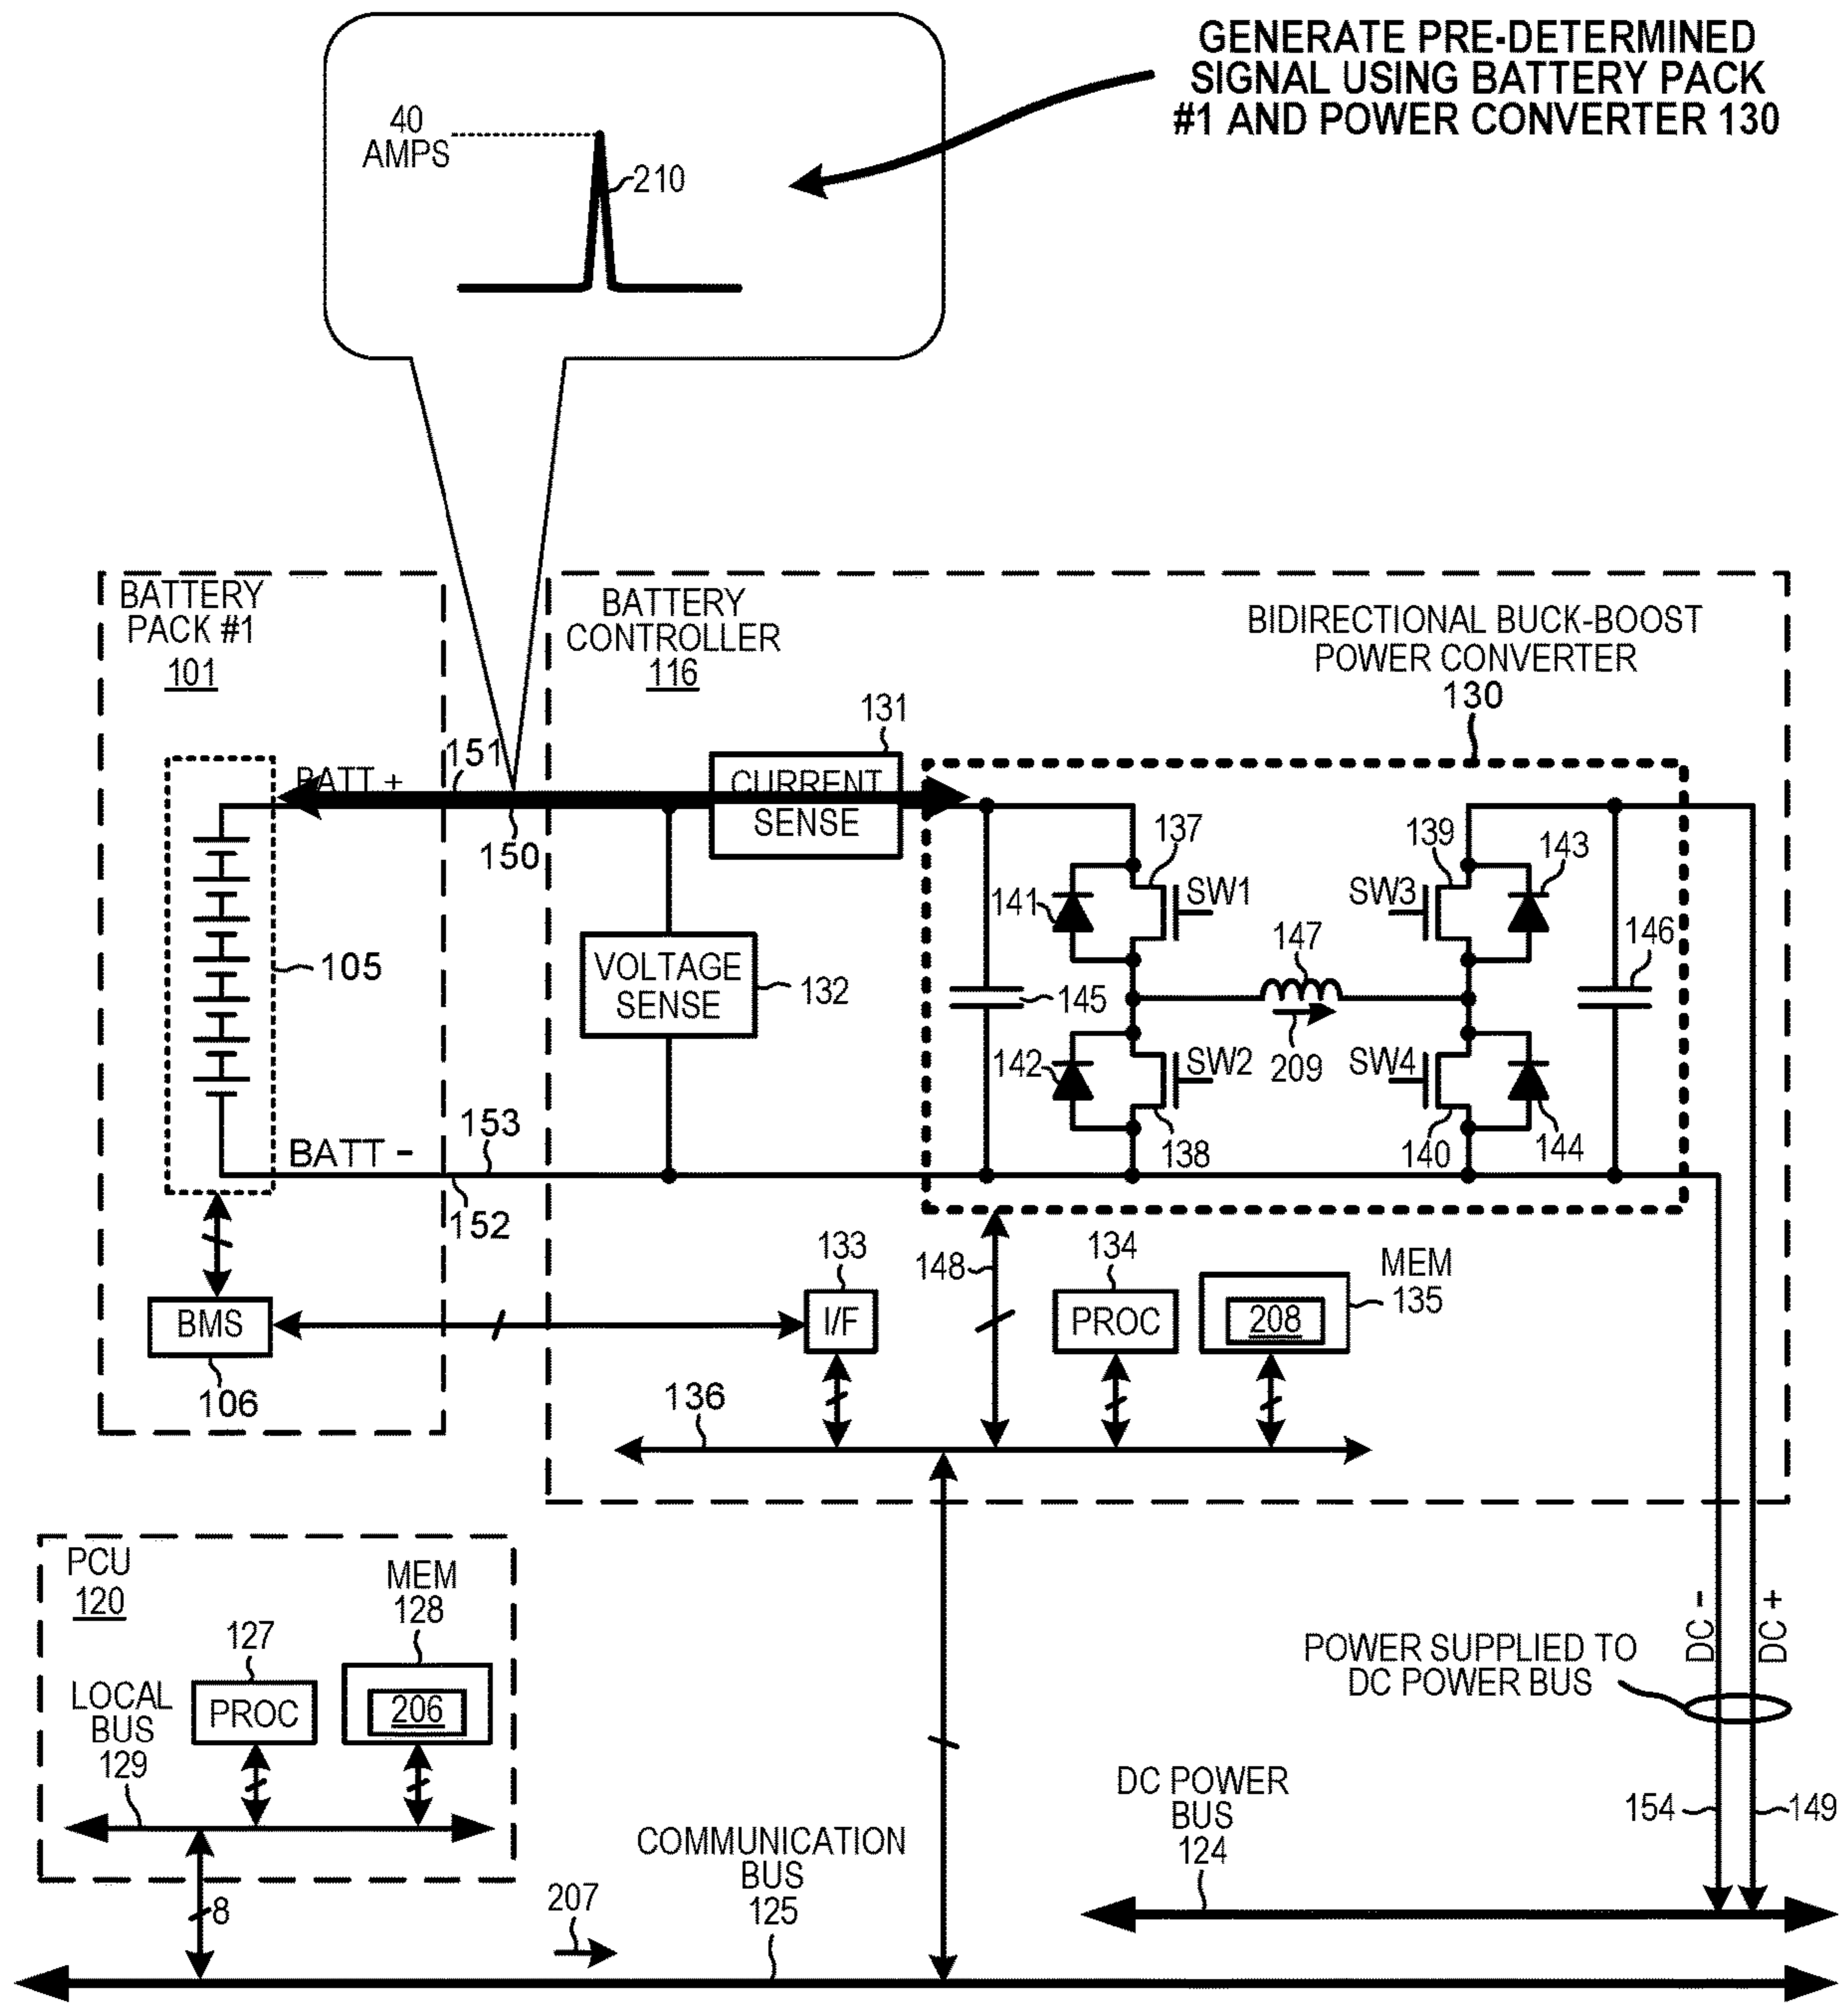 GENERATE PRE-DETERMINED
SIGNAL USING BATTERY PACK
#1 AND POWER CONVERTER 130
40
AMPS
210
BATTERY
PACK #1
101
BATTERY
CONTROLLER
116
BIDIRECTIONAL BUCK-BOOST
POWER CONVERTER
130
131
151
BATT +
CURRENT
SENSE
150
137
139
143
SW1
SW3
141
147
146
105
VOLTAGE
SENSE
132
145
209
142
SW2
SW4
138
140
144
BATT -
153
152
133
148
134
MEM
135
BMS
I/F
PROC
208
106
136
PCU
120
MEM
128
127
PROC
206
LOCAL
BUS
129
DC -
DC +
POWER SUPPLIED TO
DC POWER BUS
DC POWER
BUS
124
154
149
COMMUNICATION
BUS
125
8
207